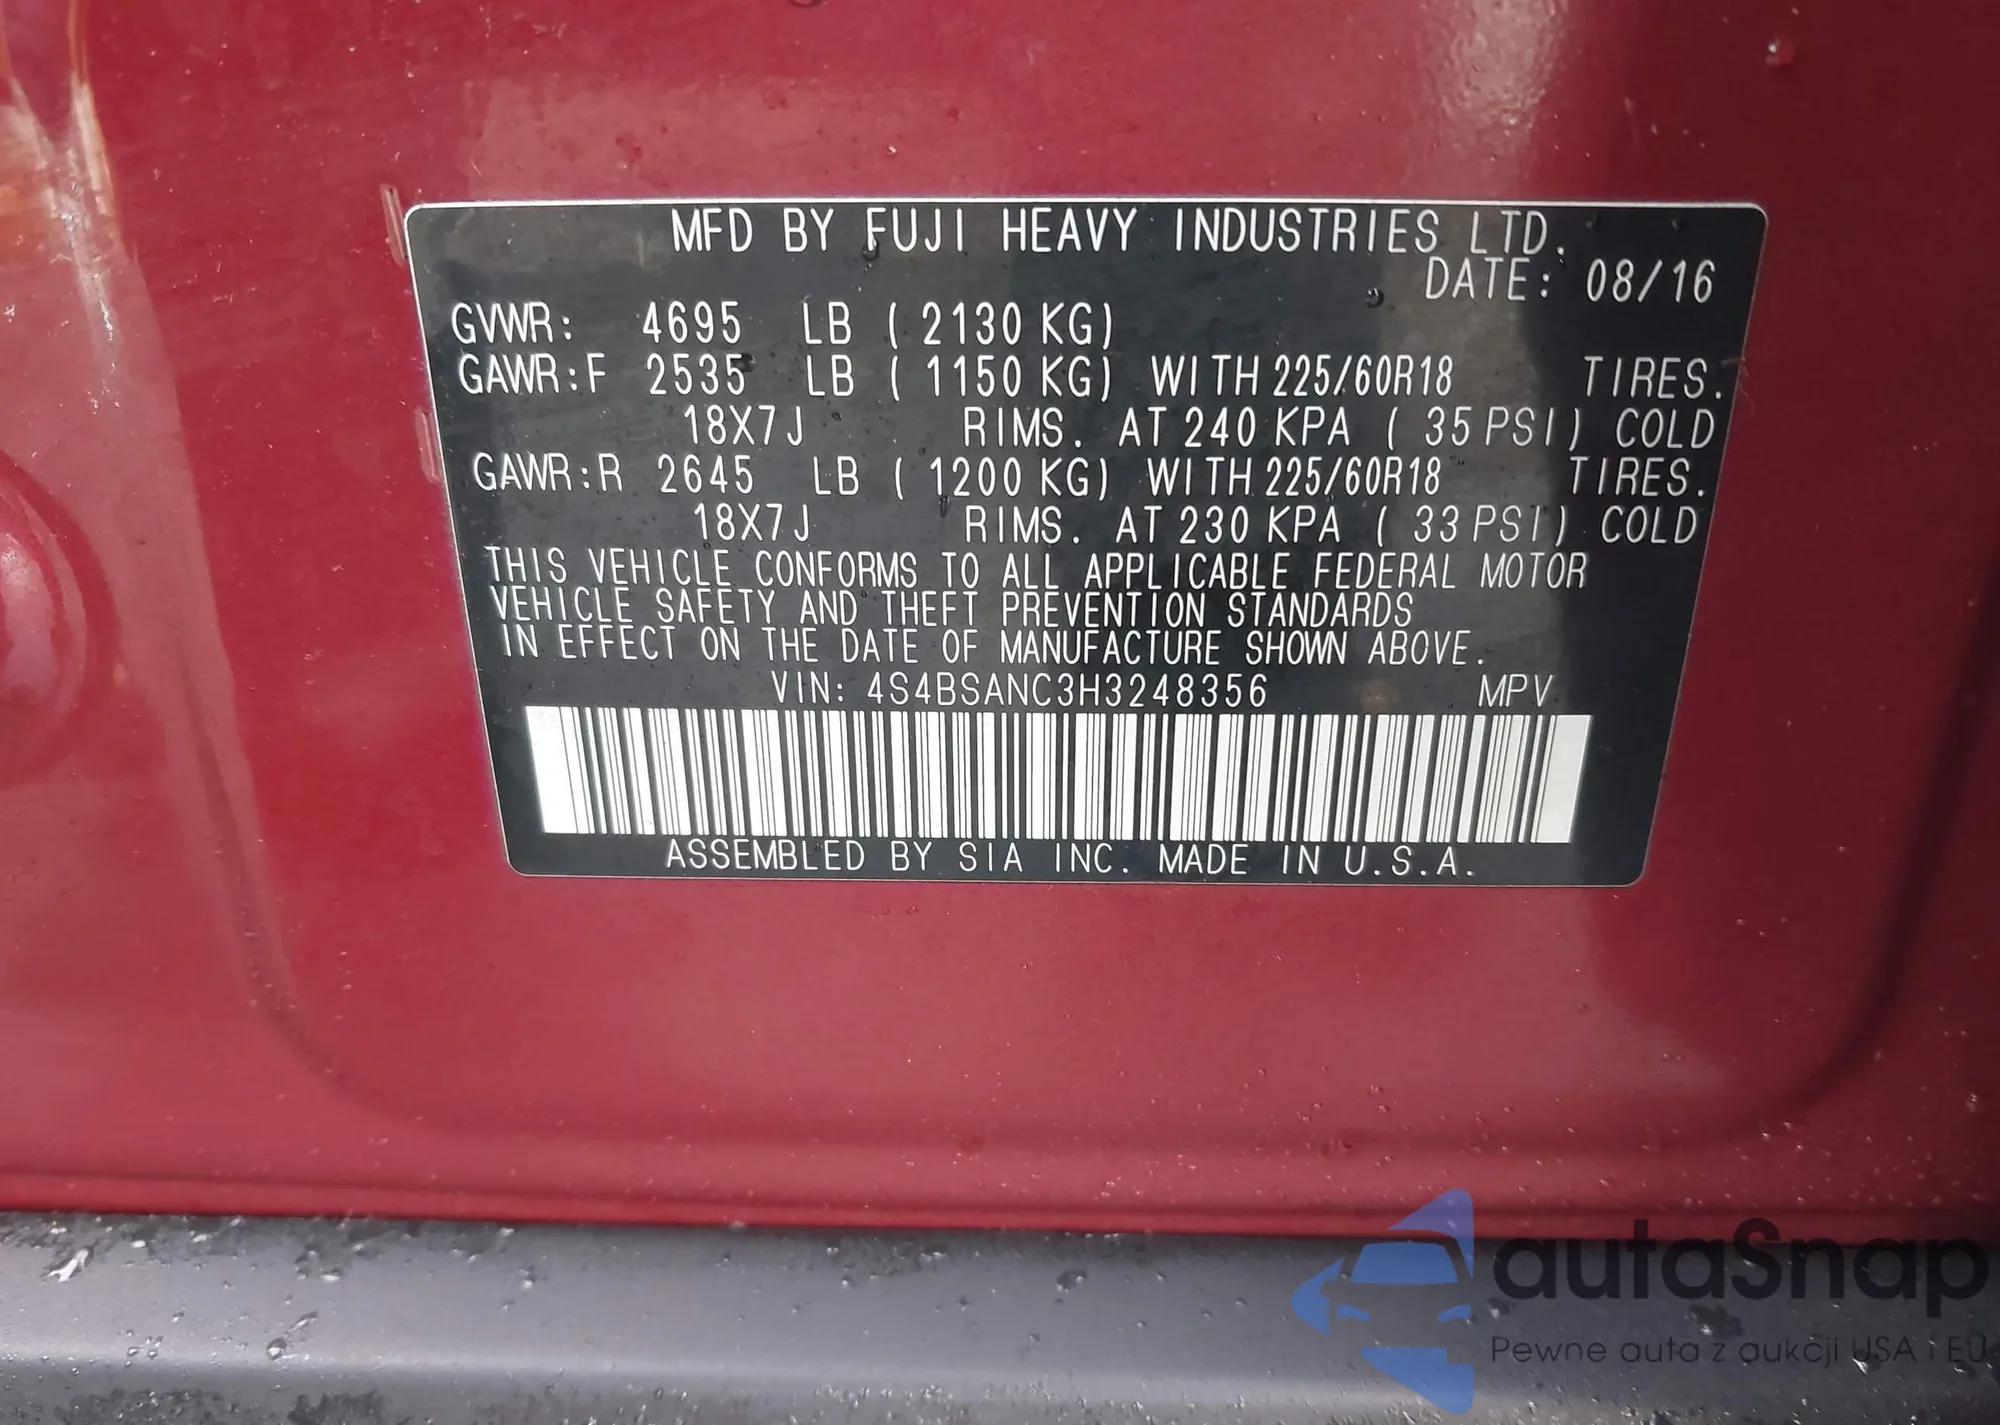 MFD BY FUJI HEAVY INDUSTRIES LTD.
DATE: 08/16
GVWR: 4695 LB ( 2130 KG)
GAWR:F 2535 LB ( 1150 KG) WITH 225/60R18 TIRES.
18X7J RIMS. AT 240 KPA ( 35 PSI) COLD
GAWR:R 2645 LB ( 1200 KG) WITH 225/60R18 TIRES.
18X7J RIMS. AT 230 KPA ( 33 PSI) COLD
THIS VEHICLE CONFORMS TO ALL APPLICABLE FEDERAL MOTOR
VEHICLE SAFETY AND THEFT PREVENTION STANDARDS
IN EFFECT ON THE DATE OF MANUFACTURE SHOWN ABOVE.
VIN: 4S4BSANC3H3248356 MPV
ASSEMBLED BY SIA INC. MADE IN U.S.A.
autaSnap
Pewne auta z aukcji USA i EU